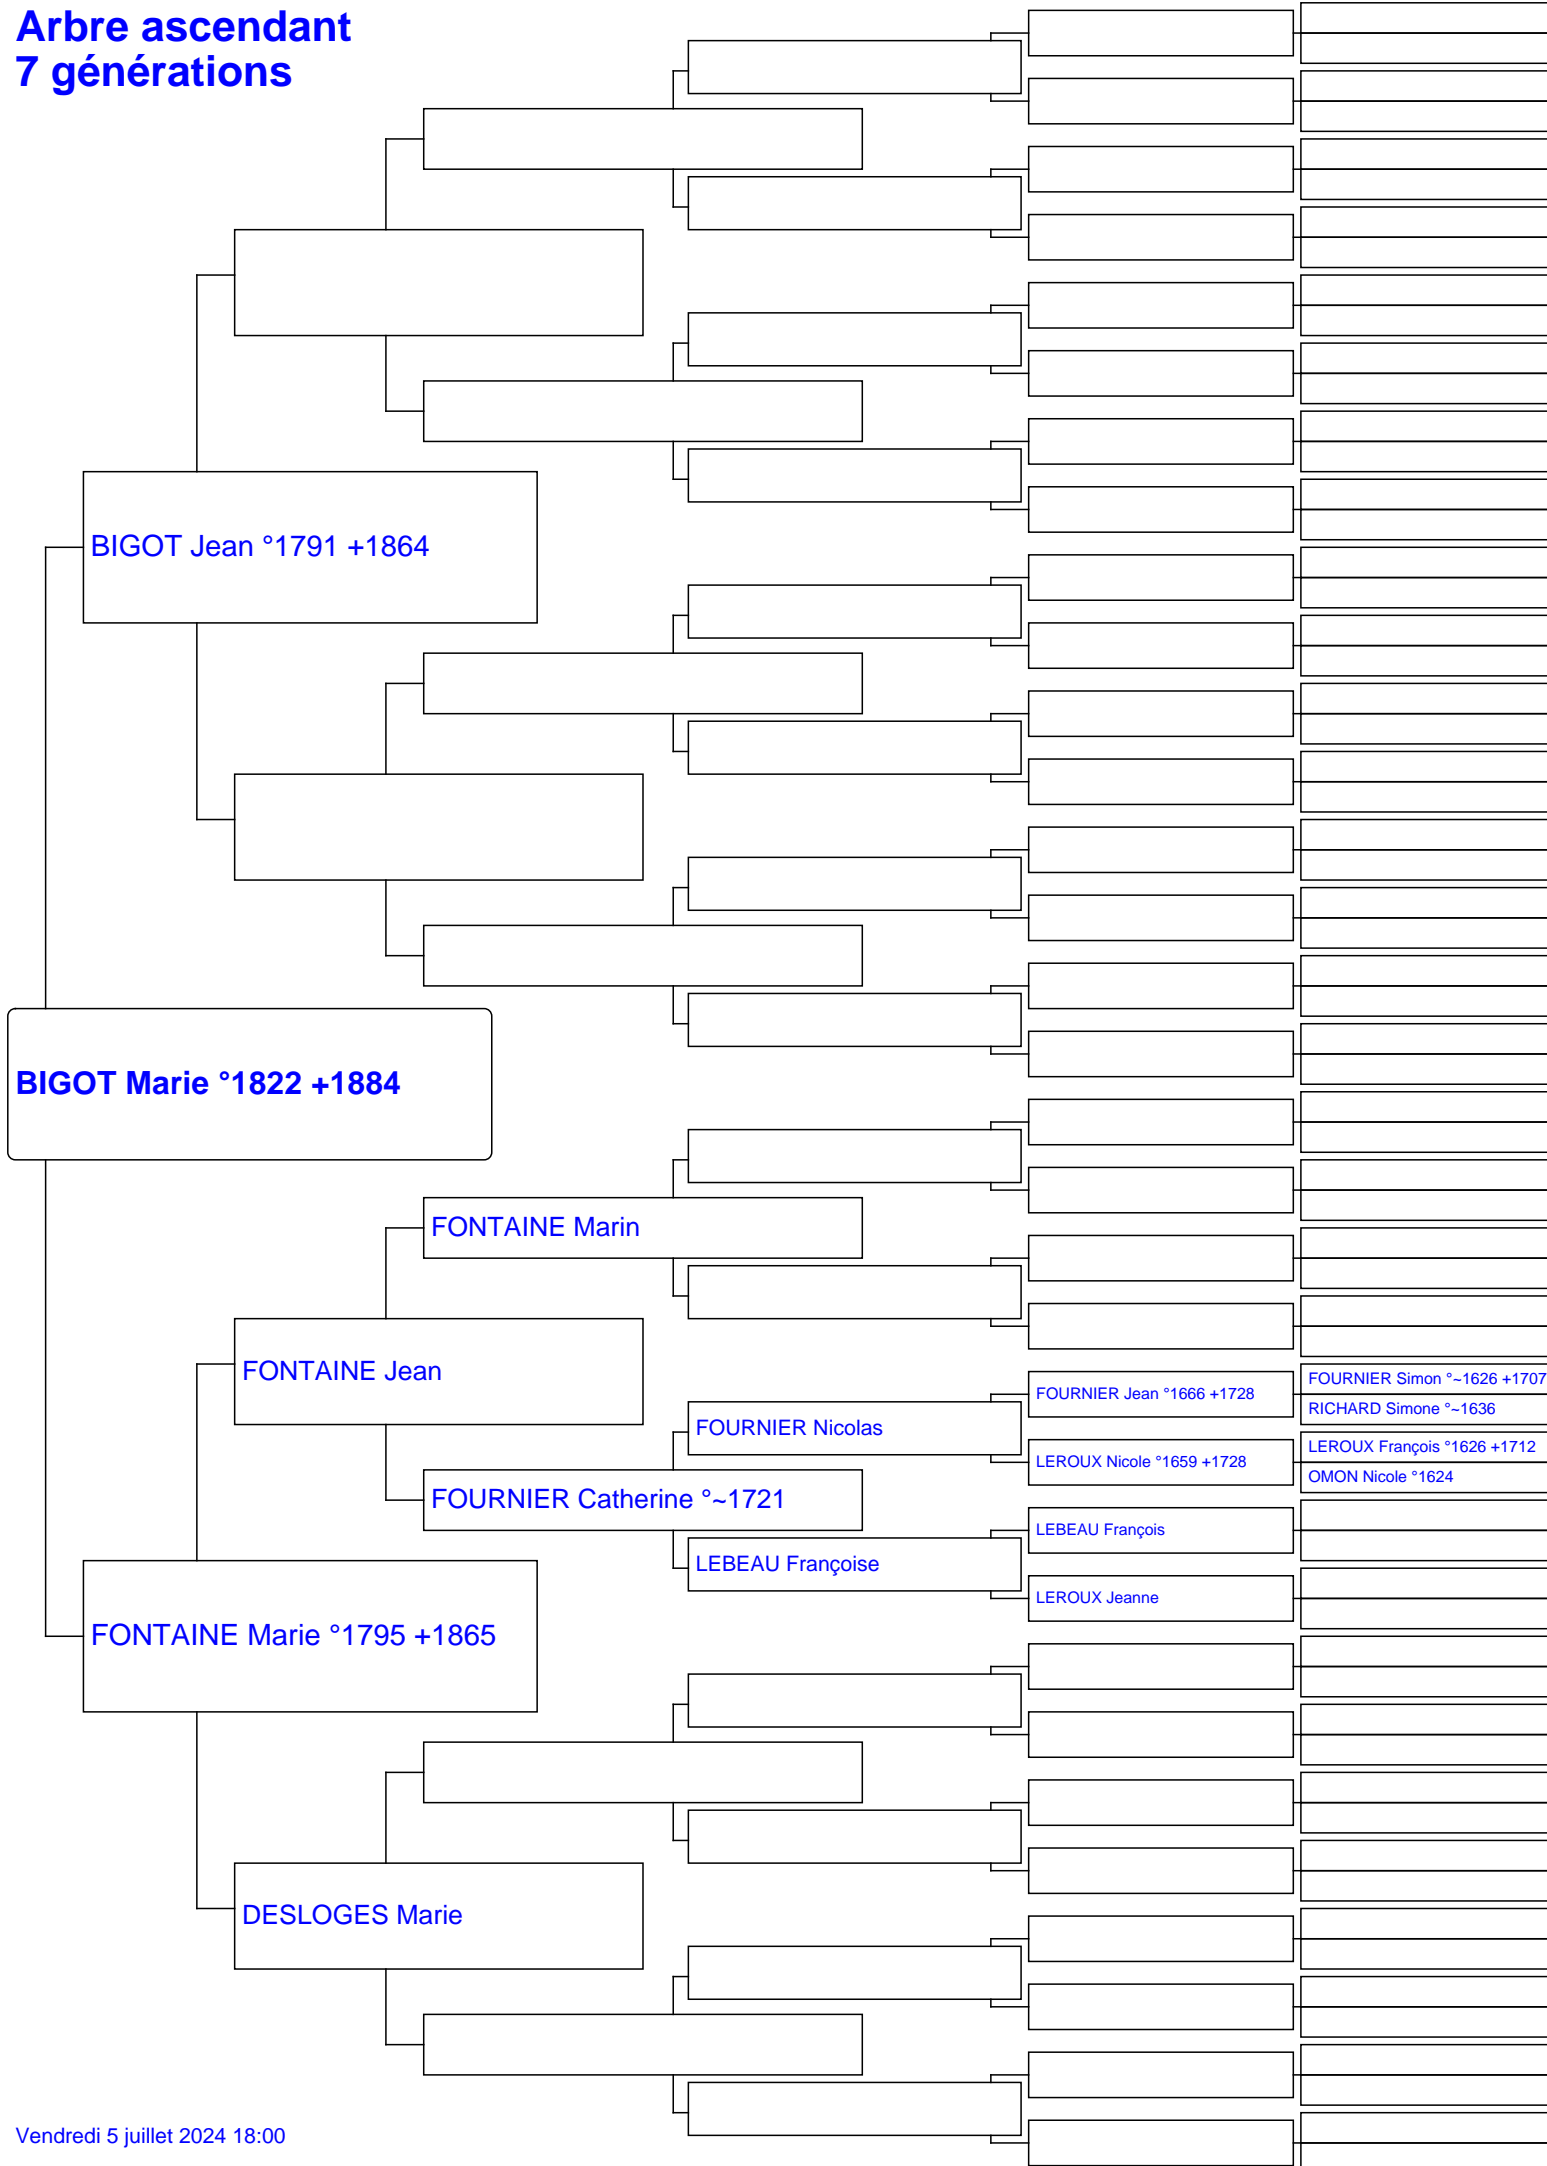 Arbre ascendant
7 générations
BIGOT Jean °1791 +1864
BIGOT Marie °1822 +1884
FONTAINE Marin
FONTAINE Jean
FOURNIER Jean °1666 +1728
FOURNIER Simon °~1626 +1707
RICHARD Simone °~1636
FOURNIER Nicolas
LEROUX Nicole °1659 +1728
LEROUX François °1626 +1712
OMON Nicole °1624
FOURNIER Catherine °~1721
LEBEAU François
LEBEAU Françoise
LEROUX Jeanne
FONTAINE Marie °1795 +1865
DESLOGES Marie
Vendredi 5 juillet 2024 18:00